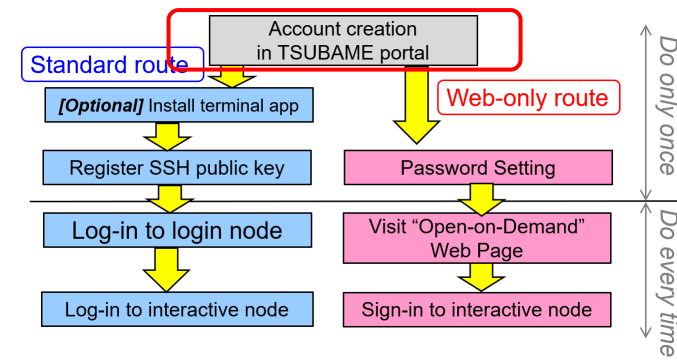 Account creation
in TSUBAME portal
Standard route
Web-only route
[Optional] Install terminal app
Register SSH public key
Password Setting
Do only once
Log-in to login node
Visit “Open-on-Demand”
Web Page
Log-in to interactive node
Sign-in to interactive node
Do every time